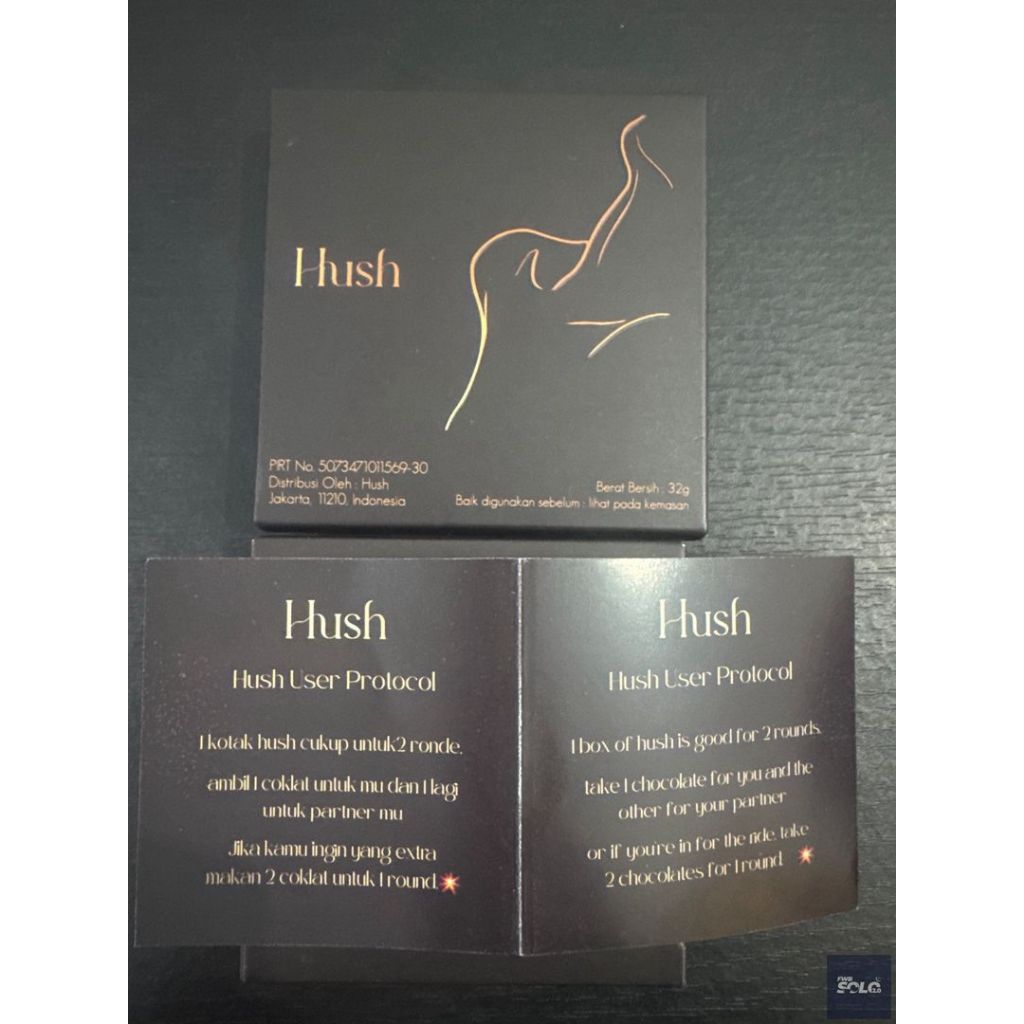 Hush
PIRT No. 5073471011569-30
Distribusi Oleh : Hush
Jakarta, 11210, Indonesia
Berat Bersih : 32g
Baik digunakan sebelum : lihat pada kemasan
Hush
Hush User Protocol
1 kotak hush cukup untuk2 ronde,
ambil 1 coklat untuk mu dan 1 lagi
untuk partner mu
Jika kamu ingin yang extra
makan 2 coklat untuk 1 round.💥
Hush
Hush User Protocol
1 box of hush is good for 2 rounds,
take 1 chocolate for you and the
other for your partner
or if you're in for the ride, take
2 chocolates for 1 round. 💥
FWB
SOLO